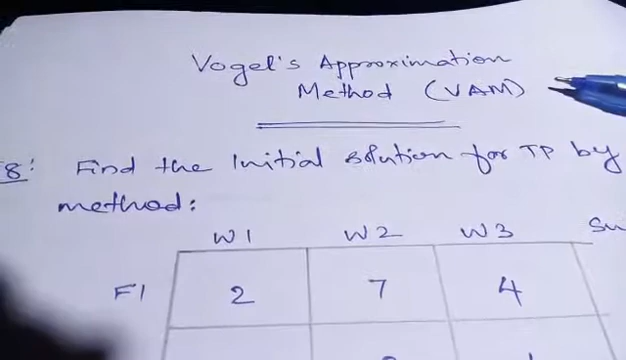 Vogel's Approximation
Method (VAM)
8: Find the Initial solution for TP by
method:
W1 W2 W3 Su
F1 2 7 4